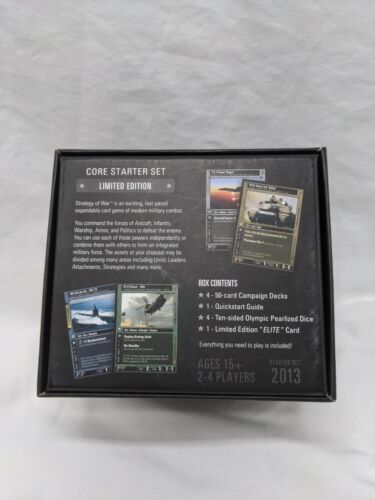 CORE STARTER SET
★ LIMITED EDITION ★
Strategy of War™ is an exciting, fast paced
expandable card game of modern military combat.
You command the forces of Aircraft, Infantry,
Warship, Armor, and Politics to defeat the enemy.
You can use each of these powers independently or
combine them with others to form an integrated
military force. The assets at your disposal may be
divided among many areas including Units, Leaders,
Attachments, Strategies and many more.
BOX CONTENTS
★ 4 - 50-card Campaign Decks
★ 1 - Quickstart Guide
★ 4 - Ten-sided Olympic Pearlized Dice
★ 1 - Limited Edition "ELITE" Card
Everything you need to play is included!
AGES 15+
2-4 PLAYERS
STARTER SET
2013